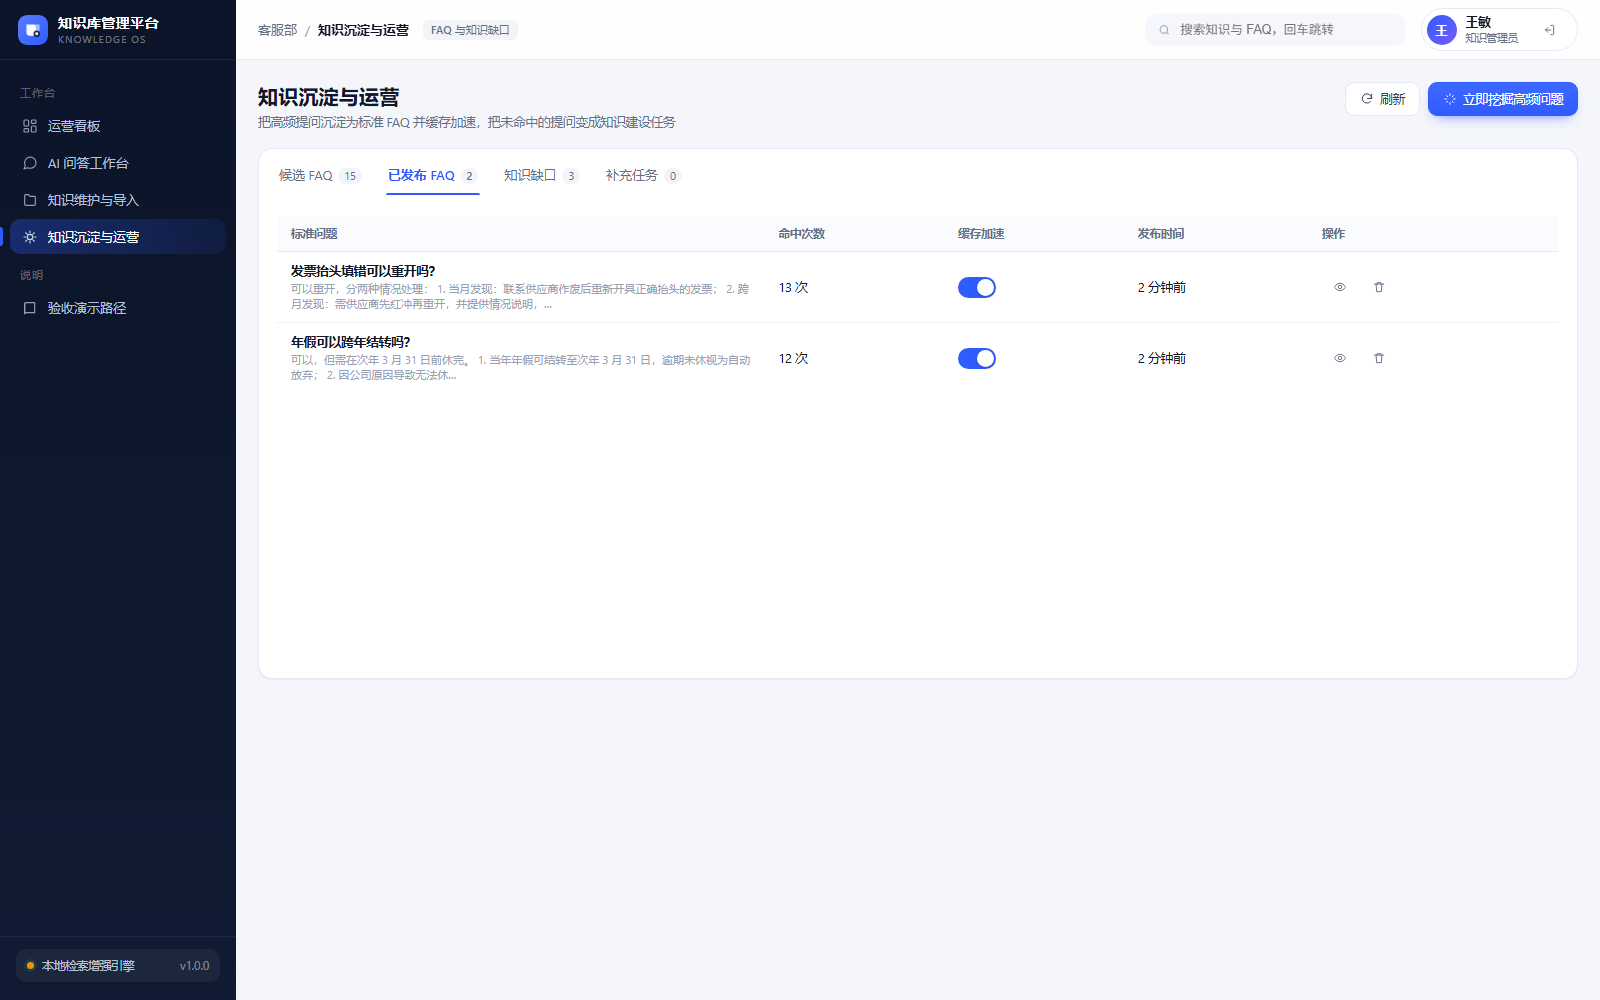 知识库管理平台
KNOWLEDGE OS
工作台
运营看板
AI 问答工作台
知识维护与导入
知识沉淀与运营
说明
验收演示路径
本地检索增强引擎
v1.0.0
客服部 / 知识沉淀与运营 FAQ 与知识缺口
搜索知识与 FAQ，回车跳转
王
王敏
知识管理员
知识沉淀与运营
把高频提问沉淀为标准 FAQ 并缓存加速，把未命中的提问变成知识建设任务
刷新
立即挖掘高频问题
候选 FAQ 15 已发布 FAQ 2 知识缺口 3 补充任务 0
标准问题 命中次数 缓存加速 发布时间 操作
发票抬头填错可以重开吗？
可以重开，分两种情况处理： 1. 当月发现：联系供应商作废后重新开具正确抬头的发票； 2. 跨
月发现：需供应商先红冲再重开，并提供情况说明，...
13 次
2 分钟前
年假可以跨年结转吗？
可以，但需在次年 3 月 31 日前休完。 1. 当年年假可结转至次年 3 月 31 日，逾期未休视为自动
放弃； 2. 因公司原因导致无法休...
12 次
2 分钟前